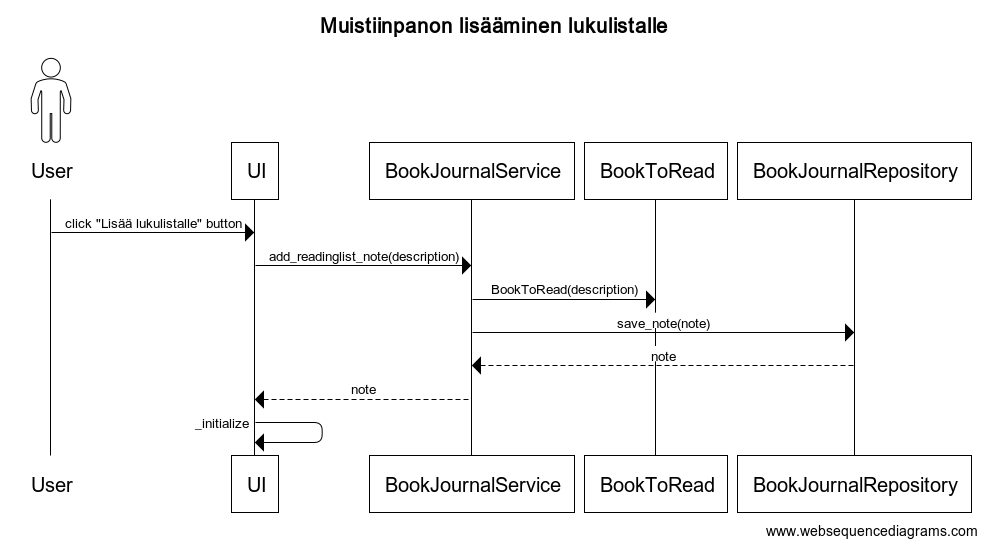 Muistiinpanon lisääminen lukulistalle
User
UI
BookJournalService
BookToRead
BookJournalRepository
click "Lisää lukulistalle" button
add_readinglist_note(description)
BookToRead(description)
save_note(note)
note
note
_initialize
User
UI
BookJournalService
BookToRead
BookJournalRepository
www.websequencediagrams.com